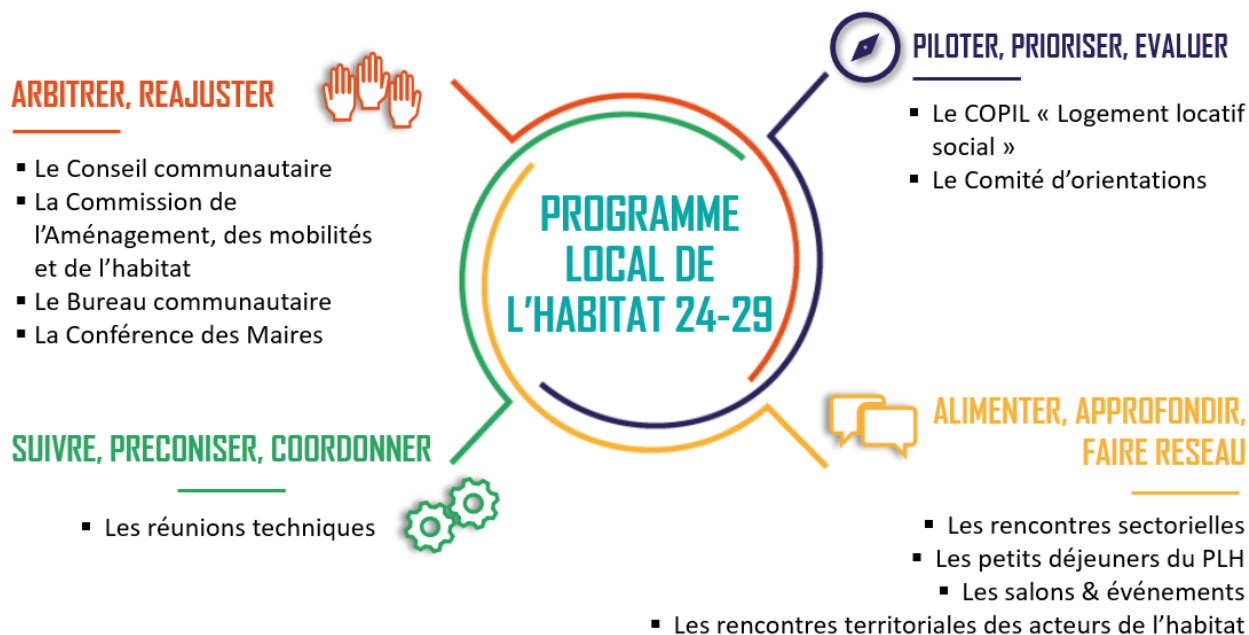 ARBITRER, REAJUSTER
▪ Le Conseil communautaire
▪ La Commission de
l'Aménagement, des mobilités
et de l'habitat
▪ Le Bureau communautaire
▪ La Conférence des Maires
PILOTER, PRIORISER, EVALUER
▪ Le COPIL « Logement locatif
social »
▪ Le Comité d'orientations
PROGRAMME
LOCAL DE
L'HABITAT 24-29
SUIVRE, PRECONISER, COORDONNER
▪ Les réunions techniques
ALIMENTER, APPROFONDIR,
FAIRE RESEAU
▪ Les rencontres sectorielles
▪ Les petits déjeuners du PLH
▪ Les salons & événements
▪ Les rencontres territoriales des acteurs de l'habitat